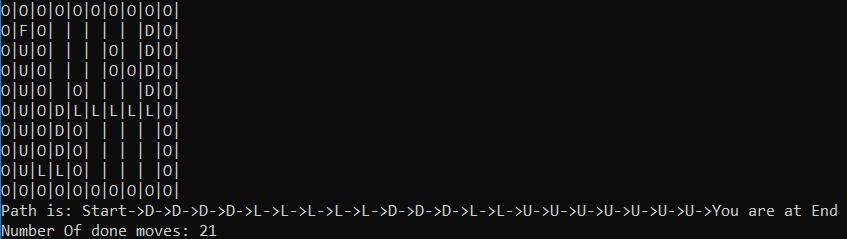 O|O|O|O|O|O|O|O|O|O|
O|F|O| | | | | |D|O|
O|U|O| | | |O| |D|O|
O|U|O| | | |O|O|D|O|
O|U|O| |O| | | |D|O|
O|U|O|D|L|L|L|L|L|O|
O|U|O|D|O| | | | |O|
O|U|O|D|O| | | | |O|
O|U|L|L|O| | | | |O|
O|O|O|O|O|O|O|O|O|O|
Path is: Start->D->D->D->D->L->L->L->L->L->D->D->D->L->L->U->U->U->U->U->U->U->You are at End
Number Of done moves: 21